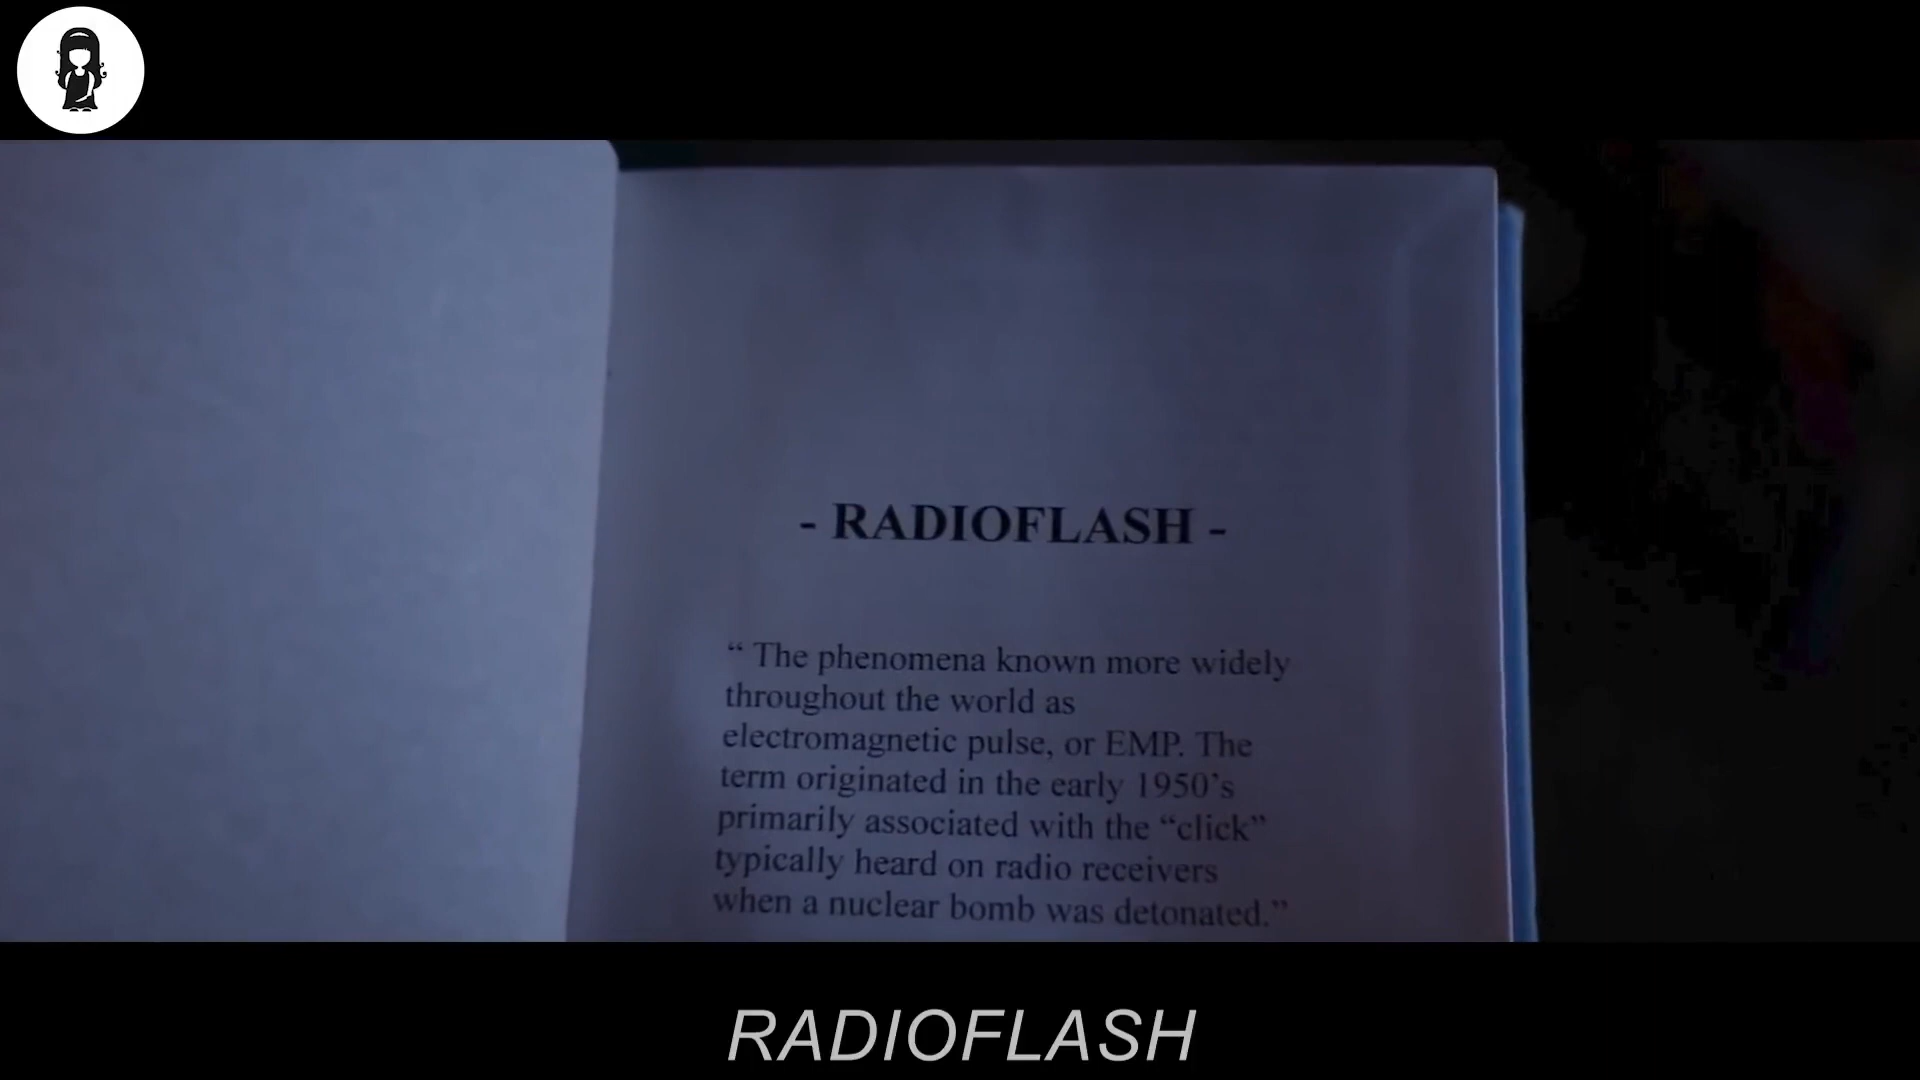 - RADIOFLASH -
“ The phenomena known more widely
throughout the world as
electromagnetic pulse, or EMP. The
term originated in the early 1950’s
primarily associated with the “click”
typically heard on radio receivers
when a nuclear bomb was detonated.”
RADIOFLASH